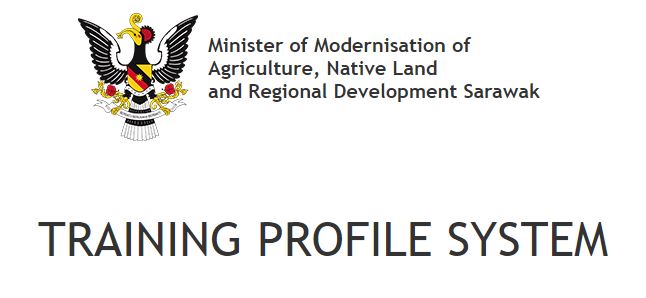 Minister of Modernisation of
Agriculture, Native Land
and Regional Development Sarawak
TRAINING PROFILE SYSTEM